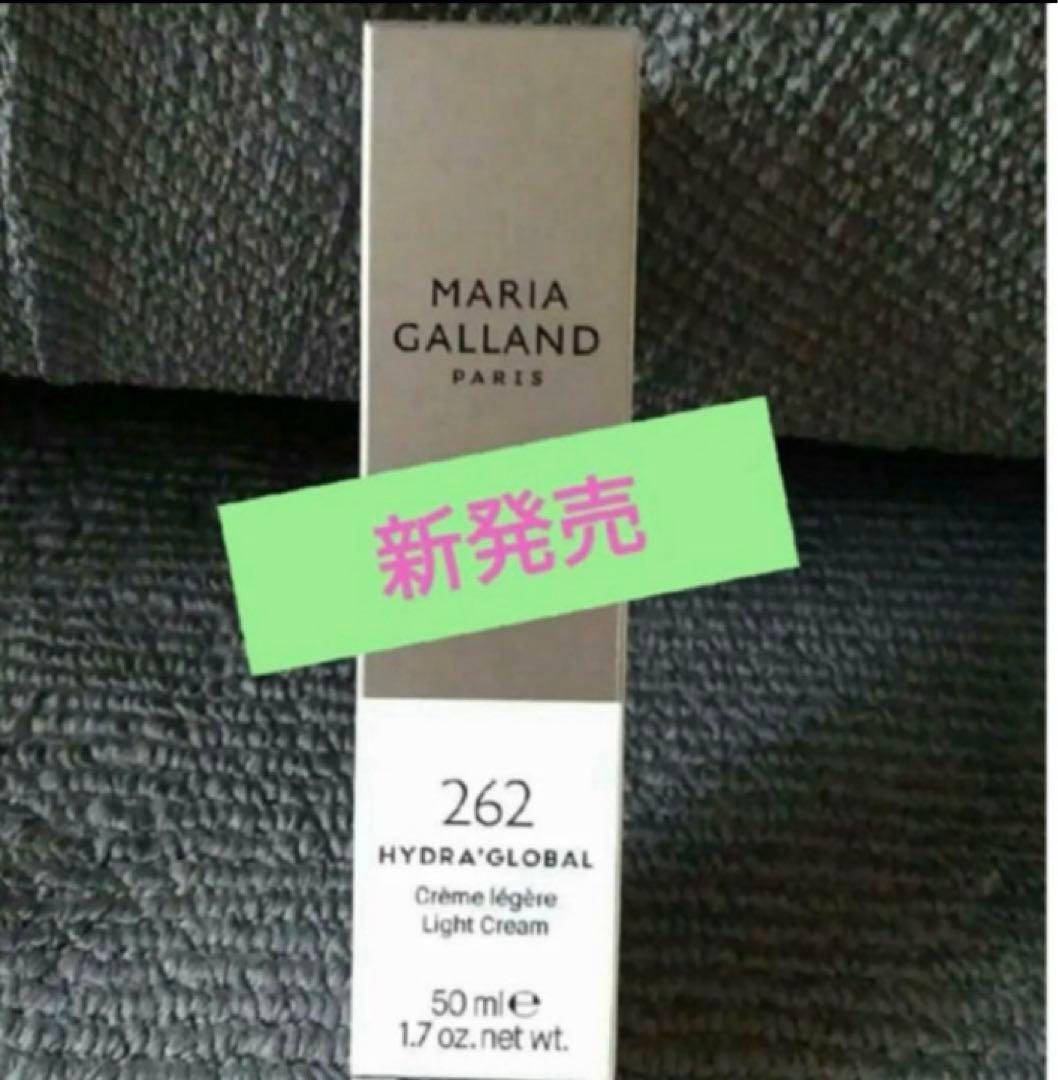 MARIA
GALLAND
PARIS
新発売
262
HYDRA'GLOBAL
Crème légère
Light Cream
50 ml ℮
1.7 oz. net wt.